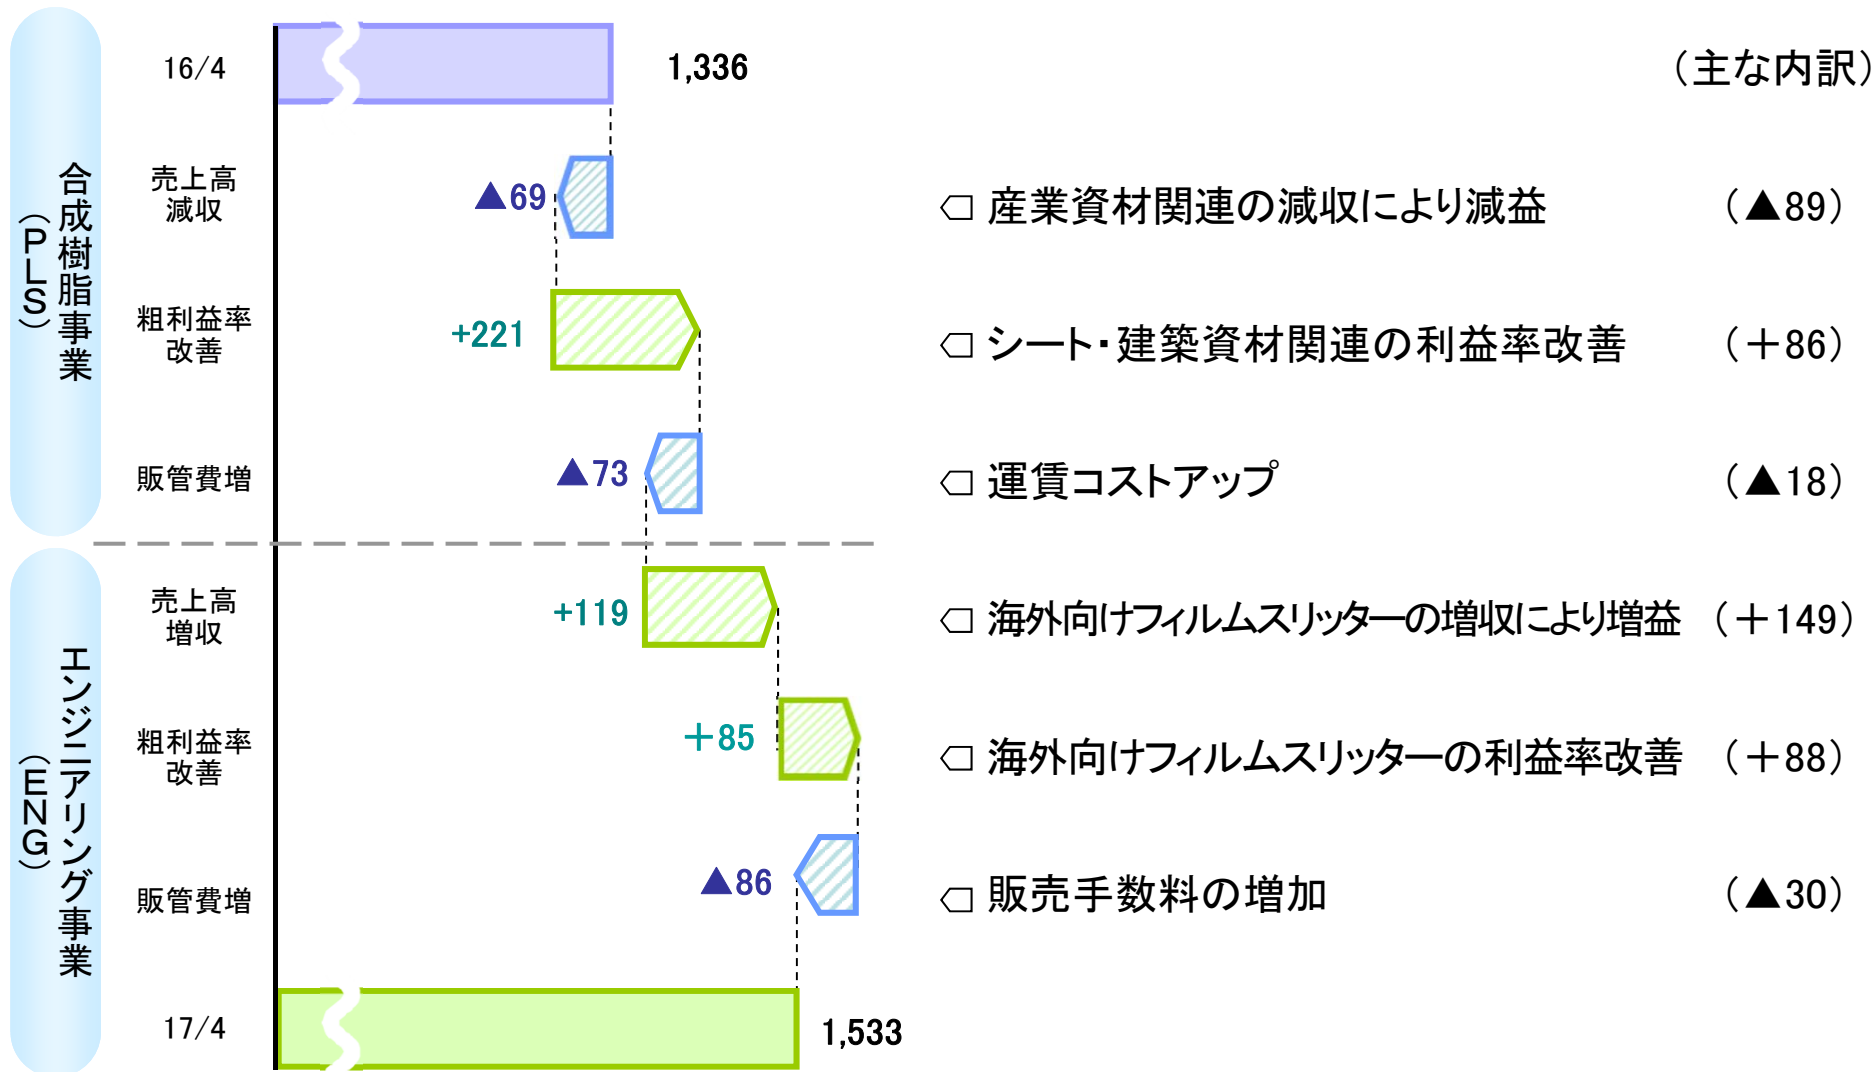 合成樹脂事業
（PLS）
16/4
1,336
（主な内訳）
売上高
減収
▲69
産業資材関連の減収により減益
（▲89）
粗利益率
改善
+221
シート・建築資材関連の利益率改善
（＋86）
販管費増
▲73
運賃コストアップ
（▲18）
エンジニアリング事業
（ENG）
売上高
増収
+119
海外向けフィルムスリッターの増収により増益
（＋149）
粗利益率
改善
＋85
海外向けフィルムスリッターの利益率改善
（＋88）
販管費増
▲86
販売手数料の増加
（▲30）
17/4
1,533